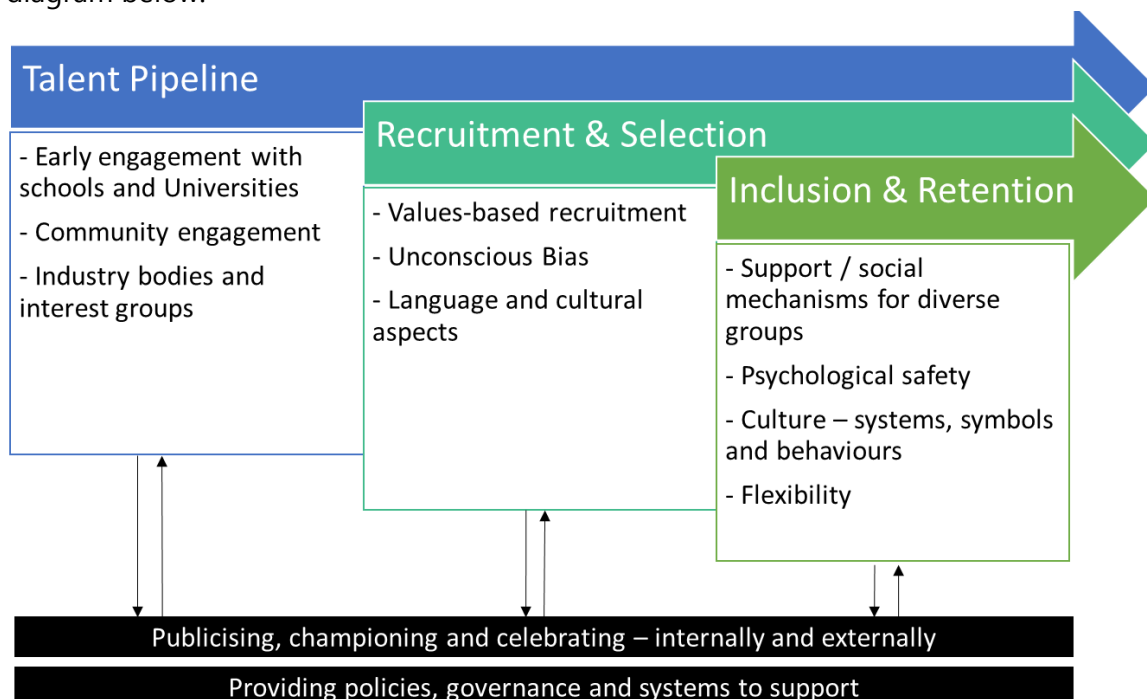 diagram below.
Talent Pipeline
- Early engagement with
schools and Universities
- Community engagement
- Industry bodies and
interest groups
Recruitment & Selection
- Values-based recruitment
- Unconscious Bias
- Language and cultural
aspects
Inclusion & Retention
- Support / social
mechanisms for diverse
groups
- Psychological safety
- Culture – systems, symbols
and behaviours
- Flexibility
Publicising, championing and celebrating – internally and externally
Providing policies, governance and systems to support